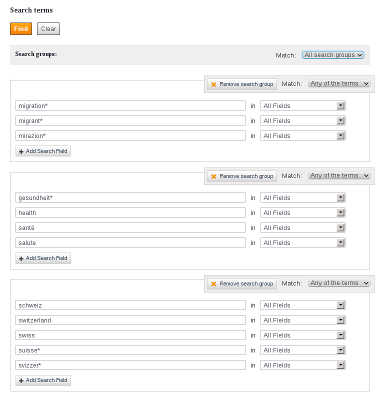 Search terms
Find Clear
Search groups: Match: All search groups
Remove search group Match: Any of the terms
migration* in All Fields
migrant* in All Fields
mirazion* in All Fields
Add Search Field
Remove search group Match: Any of the terms
gesundheit* in All Fields
health in All Fields
santé in All Fields
salute in All Fields
Add Search Field
Remove search group Match: Any of the terms
schweiz in All Fields
switzerland in All Fields
swiss in All Fields
suisse* in All Fields
svizzer* in All Fields
Add Search Field